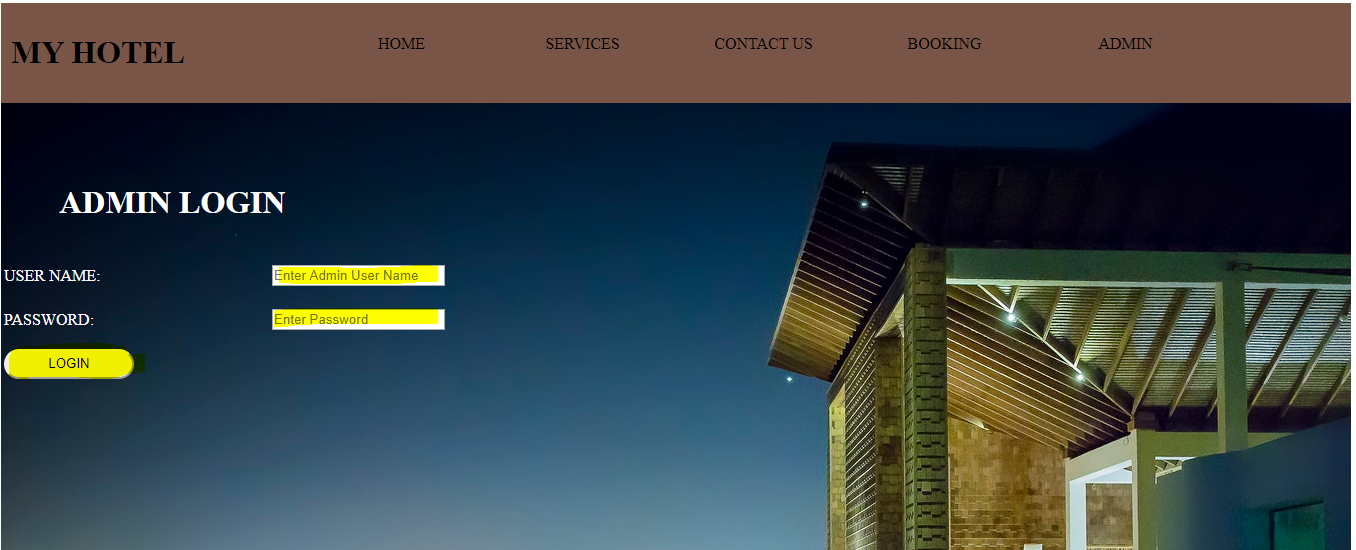 MY HOTEL
HOME SERVICES CONTACT US BOOKING ADMIN
ADMIN LOGIN
USER NAME: Enter Admin User Name
PASSWORD: Enter Password
LOGIN